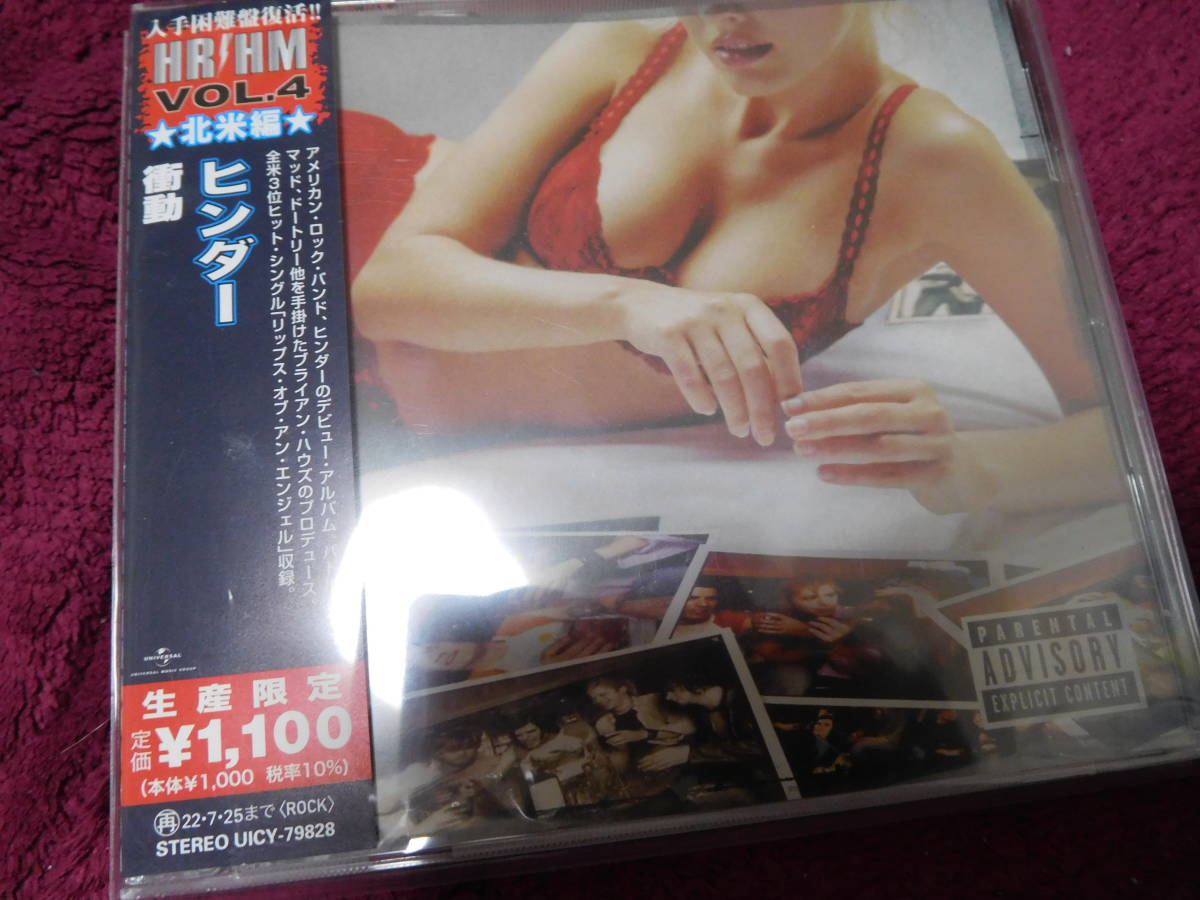 入手困難盤復活!!
HR/HM
VOL.4
★北米編★
ヒンダー
衝動
アメリカン・ロック・バンド、ヒンダーのデビュー・アルバム
マッド、ドートリー他を手掛けたブライアン・ハウズのプロデュース
全米3位ヒット・シングル「リップス・オブ・アン・エンジェル」収録。
UNIVERSAL
UNIVERSAL MUSIC GROUP
生産限定
定価 ¥1,100
(本体¥1,000 税率10%)
再 22・7・25まで〈ROCK〉
STEREO UICY-79828
PARENTAL
ADVISORY
EXPLICIT CONTENT